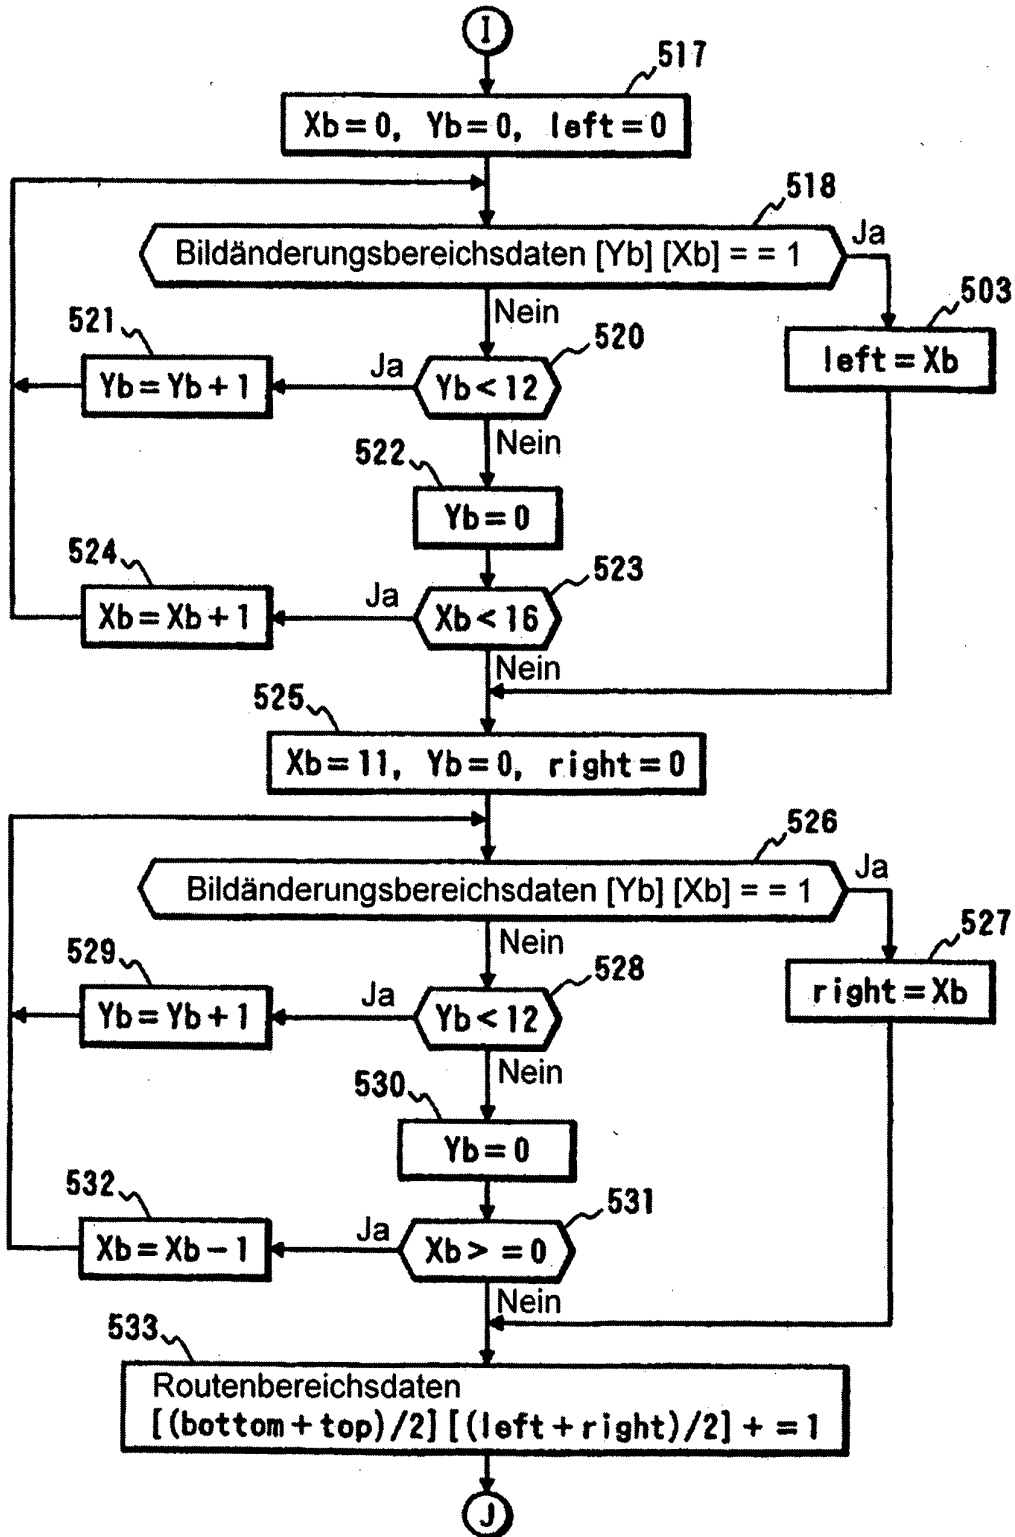 I
517
Xb=0, Yb=0, left=0
518
Bildänderungsbereichsdaten [Yb] [Xb] = = 1
Ja
Nein
503
left=Xb
521
Yb=Yb+1
Ja
520
Yb<12
Nein
522
Yb=0
524
Xb=Xb+1
Ja
523
Xb<16
Nein
525
Xb=11, Yb=0, right=0
526
Bildänderungsbereichsdaten [Yb] [Xb] = = 1
Ja
Nein
527
right=Xb
529
Yb=Yb+1
Ja
528
Yb<12
Nein
530
Yb=0
532
Xb=Xb-1
Ja
531
Xb> =0
Nein
533
Routenbereichsdaten
[(bottom+top)/2] [(left+right)/2] + =1
J